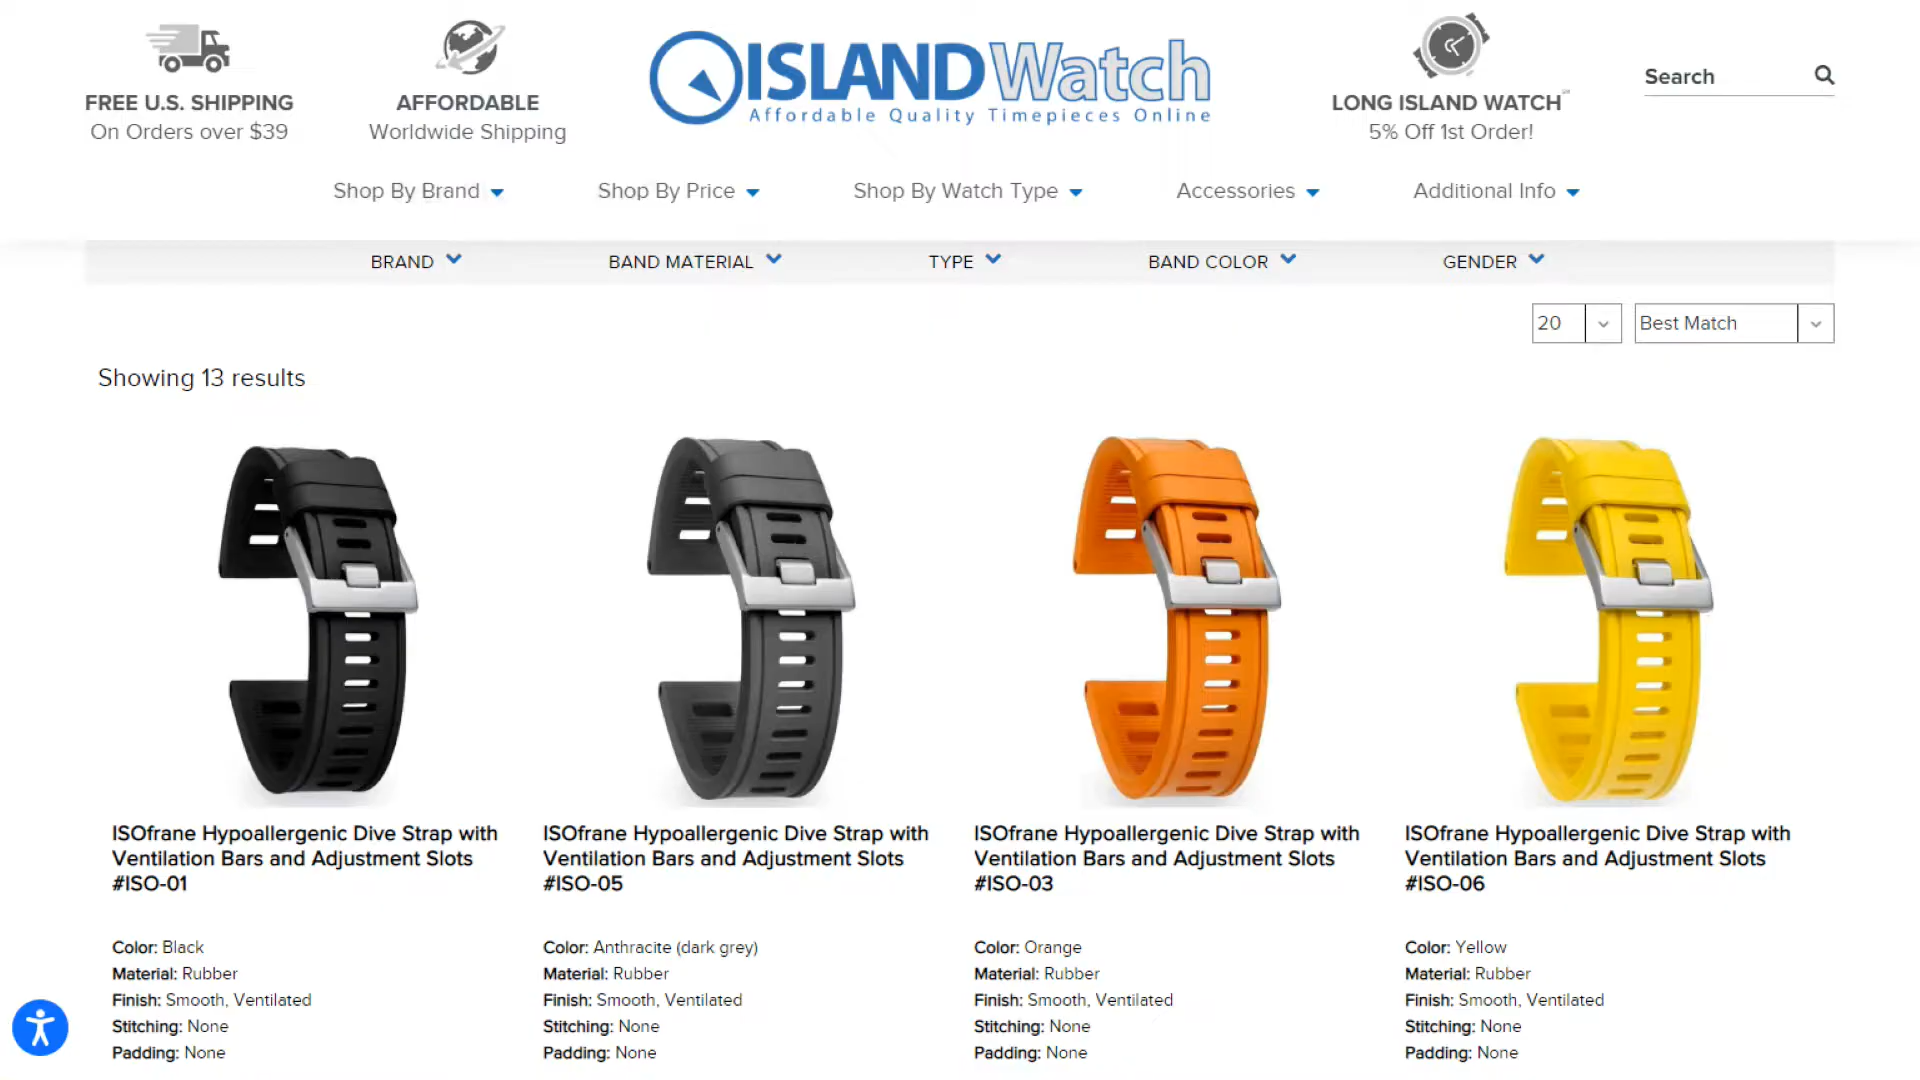 FREE U.S. SHIPPING
On Orders over $39
AFFORDABLE
Worldwide Shipping
ISLAND Watch
Affordable Quality Timepieces Online
LONG ISLAND WATCH℠
5% Off 1st Order!
Search
Shop By Brand
Shop By Price
Shop By Watch Type
Accessories
Additional Info
BRAND
BAND MATERIAL
TYPE
BAND COLOR
GENDER
20
Best Match
Showing 13 results
ISOfrane Hypoallergenic Dive Strap with
Ventilation Bars and Adjustment Slots
#ISO-01
Color: Black
Material: Rubber
Finish: Smooth, Ventilated
Stitching: None
Padding: None
ISOfrane Hypoallergenic Dive Strap with
Ventilation Bars and Adjustment Slots
#ISO-05
Color: Anthracite (dark grey)
Material: Rubber
Finish: Smooth, Ventilated
Stitching: None
Padding: None
ISOfrane Hypoallergenic Dive Strap with
Ventilation Bars and Adjustment Slots
#ISO-03
Color: Orange
Material: Rubber
Finish: Smooth, Ventilated
Stitching: None
Padding: None
ISOfrane Hypoallergenic Dive Strap with
Ventilation Bars and Adjustment Slots
#ISO-06
Color: Yellow
Material: Rubber
Finish: Smooth, Ventilated
Stitching: None
Padding: None